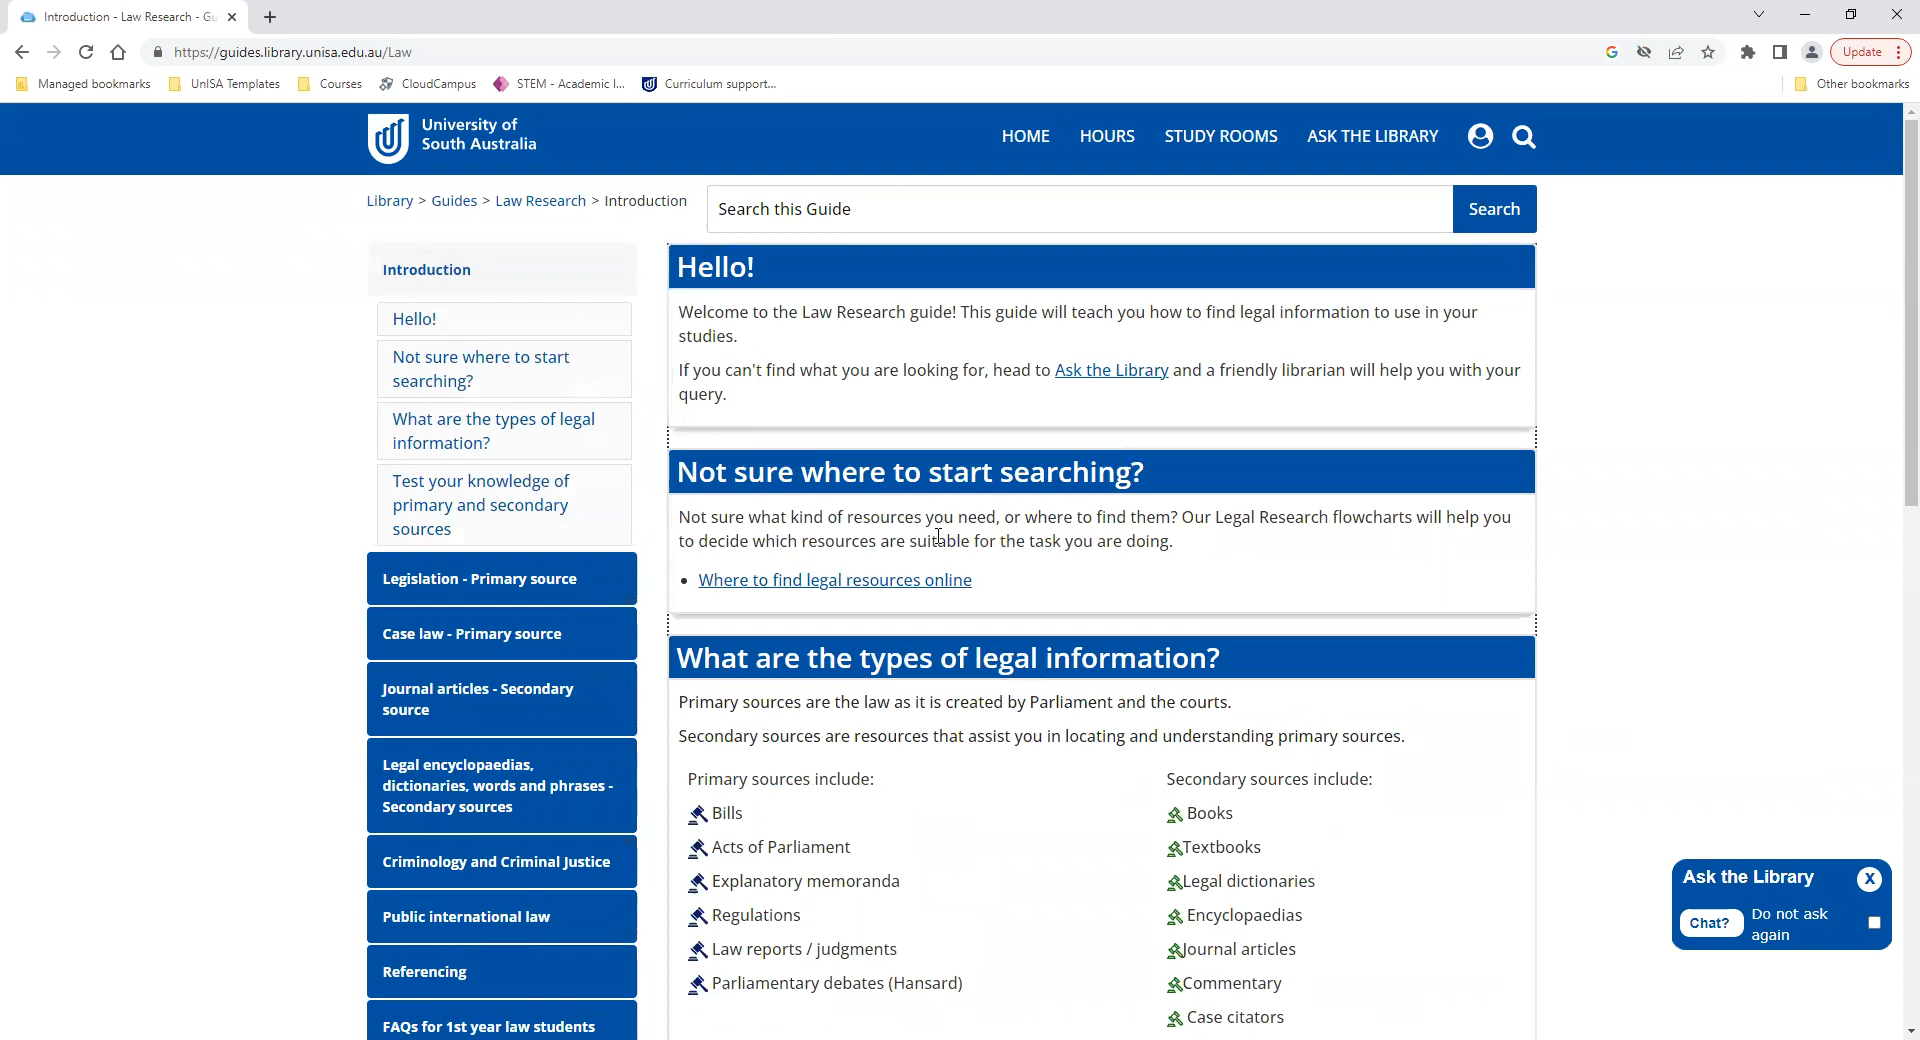 Introduction - Law Research - Gu
https://guides.library.unisa.edu.au/Law
Update
Managed bookmarks
UnISA Templates
Courses
CloudCampus
STEM - Academic I...
Curriculum support...
Other bookmarks
University of
South Australia
HOME
HOURS
STUDY ROOMS
ASK THE LIBRARY
Library > Guides > Law Research > Introduction
Search this Guide
Search
Introduction
Hello!
Not sure where to start
searching?
What are the types of legal
information?
Test your knowledge of
primary and secondary
sources
Legislation - Primary source
Case law - Primary source
Journal articles - Secondary
source
Legal encyclopaedias,
dictionaries, words and phrases -
Secondary sources
Criminology and Criminal Justice
Public international law
Referencing
FAQs for 1st year law students
Hello!
Welcome to the Law Research guide! This guide will teach you how to find legal information to use in your
studies.
If you can't find what you are looking for, head to Ask the Library and a friendly librarian will help you with your
query.
Not sure where to start searching?
Not sure what kind of resources you need, or where to find them? Our Legal Research flowcharts will help you
to decide which resources are suitable for the task you are doing.
• Where to find legal resources online
What are the types of legal information?
Primary sources are the law as it is created by Parliament and the courts.
Secondary sources are resources that assist you in locating and understanding primary sources.
Primary sources include:
Bills
Acts of Parliament
Explanatory memoranda
Regulations
Law reports / judgments
Parliamentary debates (Hansard)
Secondary sources include:
Books
Textbooks
Legal dictionaries
Encyclopaedias
Journal articles
Commentary
Case citators
Ask the Library
X
Chat?
Do not ask
again